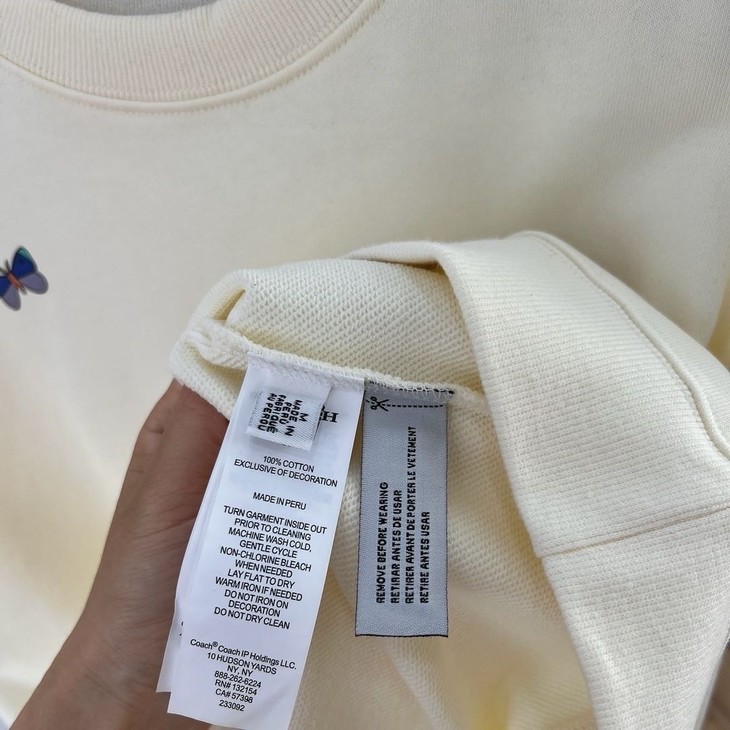 M
MADE IN
PERU
FABRIQUÉ
AU PEROU
H
100% COTTON
EXCLUSIVE OF DECORATION
MADE IN PERU
TURN GARMENT INSIDE OUT
PRIOR TO CLEANING
MACHINE WASH COLD,
GENTLE CYCLE
NON-CHLORINE BLEACH
WHEN NEEDED
LAY FLAT TO DRY
WARM IRON IF NEEDED
DO NOT IRON ON
DECORATION
DO NOT DRY CLEAN
Coach® Coach IP Holdings LLC.
10 HUDSON YARDS
NY, NY
888-262-6224
RN# 132154
CA# 57398
233092
REMOVE BEFORE WEARING
RETIRAR ANTES DE USAR
RETIRER AVANT DE PORTER LE VETEMENT
RETIRE ANTES USAR